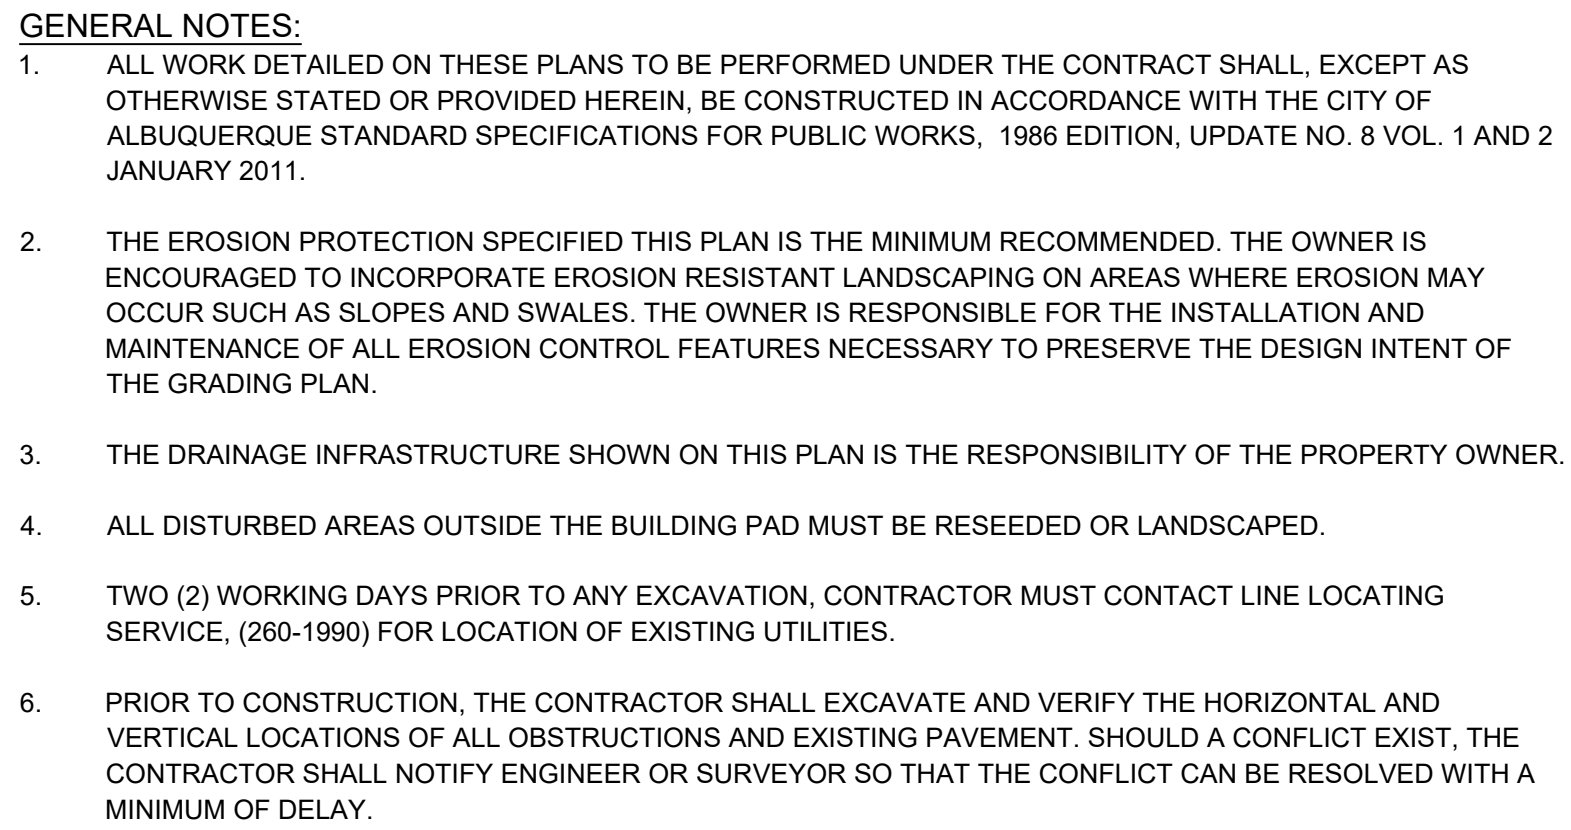 GENERAL NOTES:
1. ALL WORK DETAILED ON THESE PLANS TO BE PERFORMED UNDER THE CONTRACT SHALL, EXCEPT AS
OTHERWISE STATED OR PROVIDED HEREIN, BE CONSTRUCTED IN ACCORDANCE WITH THE CITY OF
ALBUQUERQUE STANDARD SPECIFICATIONS FOR PUBLIC WORKS, 1986 EDITION, UPDATE NO. 8 VOL. 1 AND 2
JANUARY 2011.
2. THE EROSION PROTECTION SPECIFIED THIS PLAN IS THE MINIMUM RECOMMENDED. THE OWNER IS
ENCOURAGED TO INCORPORATE EROSION RESISTANT LANDSCAPING ON AREAS WHERE EROSION MAY
OCCUR SUCH AS SLOPES AND SWALES. THE OWNER IS RESPONSIBLE FOR THE INSTALLATION AND
MAINTENANCE OF ALL EROSION CONTROL FEATURES NECESSARY TO PRESERVE THE DESIGN INTENT OF
THE GRADING PLAN.
3. THE DRAINAGE INFRASTRUCTURE SHOWN ON THIS PLAN IS THE RESPONSIBILITY OF THE PROPERTY OWNER.
4. ALL DISTURBED AREAS OUTSIDE THE BUILDING PAD MUST BE RESEEDED OR LANDSCAPED.
5. TWO (2) WORKING DAYS PRIOR TO ANY EXCAVATION, CONTRACTOR MUST CONTACT LINE LOCATING
SERVICE, (260-1990) FOR LOCATION OF EXISTING UTILITIES.
6. PRIOR TO CONSTRUCTION, THE CONTRACTOR SHALL EXCAVATE AND VERIFY THE HORIZONTAL AND
VERTICAL LOCATIONS OF ALL OBSTRUCTIONS AND EXISTING PAVEMENT. SHOULD A CONFLICT EXIST, THE
CONTRACTOR SHALL NOTIFY ENGINEER OR SURVEYOR SO THAT THE CONFLICT CAN BE RESOLVED WITH A
MINIMUM OF DELAY.